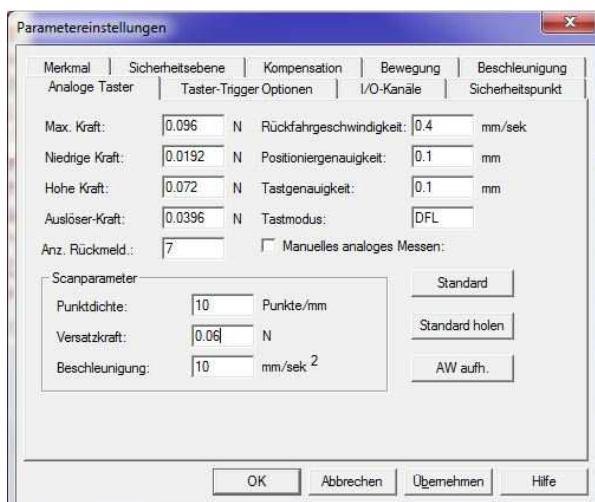 Parametereinstellungen
Merkmal Sicherheitsebene Kompensation Bewegung Beschleunigung
Analoge Taster Taster-Trigger Optionen I/O-Kanäle Sicherheitspunkt
Max. Kraft: 0.096 N Rückfahrgeschwindigkeit: 0.4 mm/sek
Niedrige Kraft: 0.0192 N Positioniergenauigkeit: 0.1 mm
Hohe Kraft: 0.072 N Tastgenauigkeit: 0.1 mm
Auslöser-Kraft: 0.0396 N Tastmodus: DFL
Anz. Rückmeld.: 7 Manuelles analoges Messen:
Scanparameter
Standard
Punktdichte: 10 Punkte/mm
Versatzkraft: 0.06 N
Standard holen
Beschleunigung: 10 mm/sek 2
AW aufh.
OK Abbrechen Übernehmen Hilfe